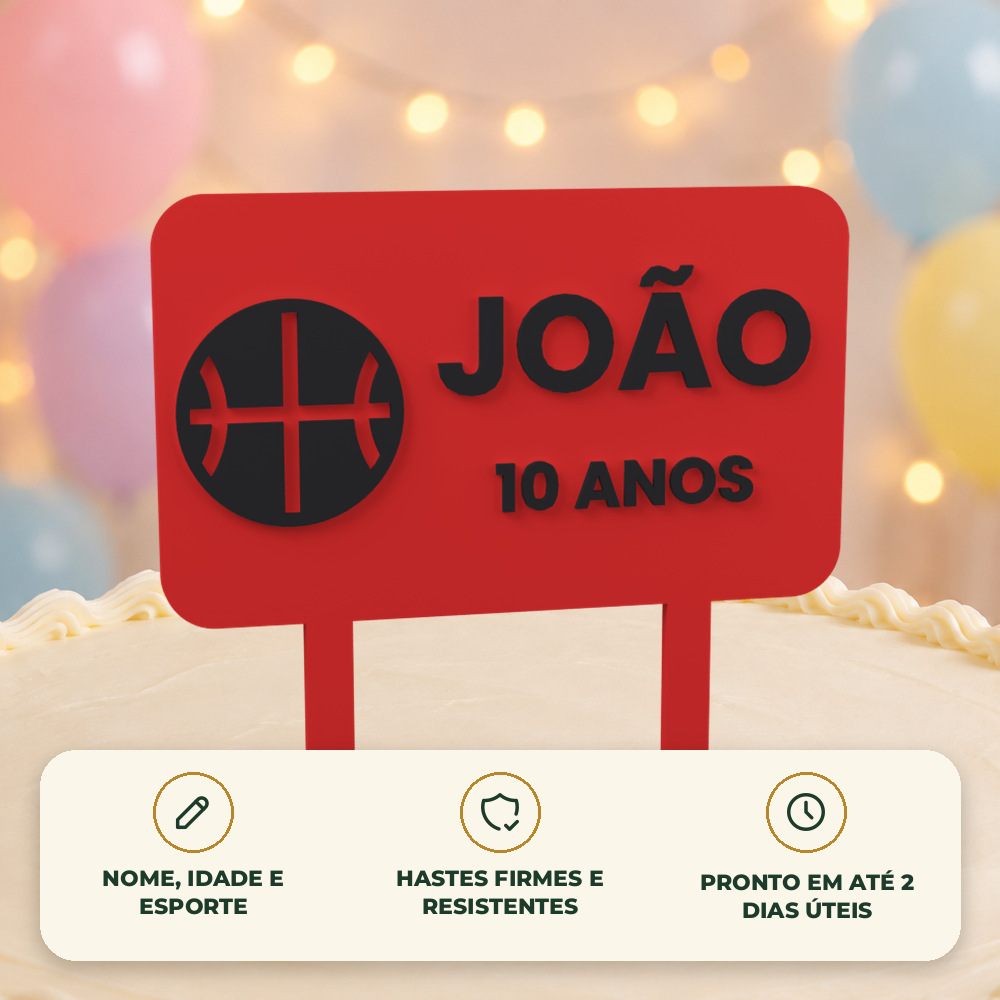 JOÃO
10 ANOS
NOME, IDADE E
ESPORTE
HASTES FIRMES E
RESISTENTES
PRONTO EM ATÉ 2
DIAS ÚTEIS